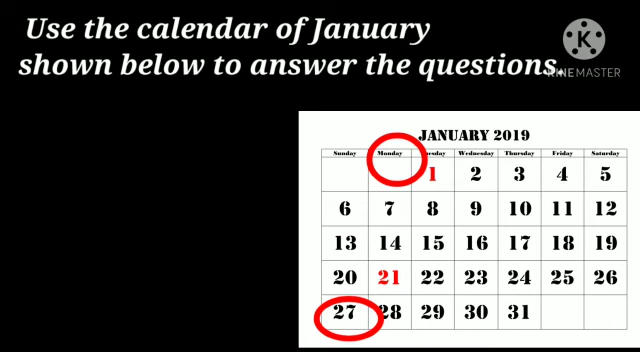 Use the calendar of January
shown below to answer the questions.
K
KINEMASTER
JANUARY 2019
Sunday Monday Tuesday Wednesday Thursday Friday Saturday
1 2 3 4 5
6 7 8 9 10 11 12
13 14 15 16 17 18 19
20 21 22 23 24 25 26
27 28 29 30 31